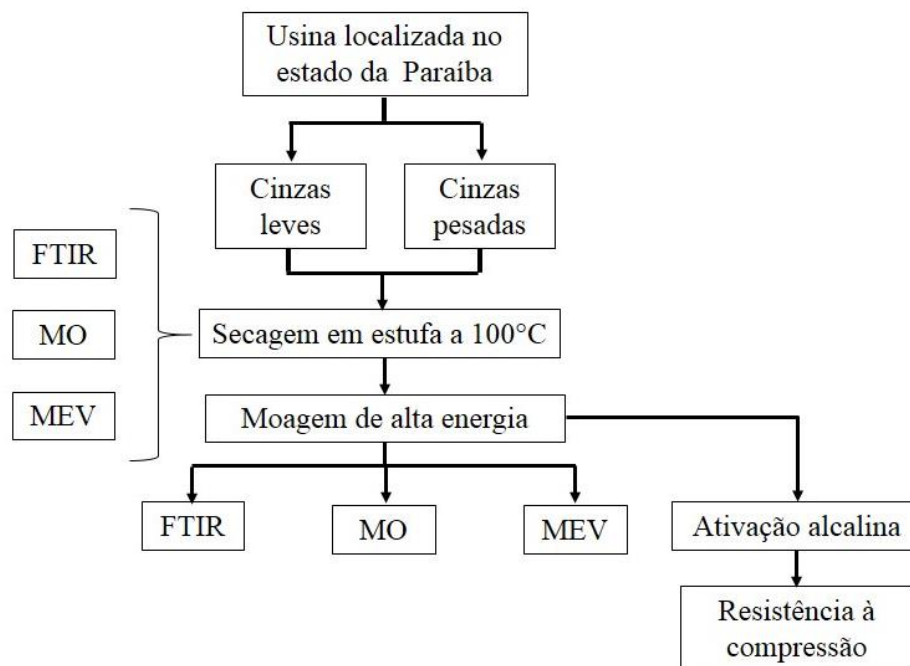 Usina localizada no
estado da Paraíba
Cinzas
leves
Cinzas
pesadas
FTIR
MO
MEV
Secagem em estufa a 100°C
Moagem de alta energia
FTIR
MO
MEV
Ativação alcalina
Resistência à
compressão